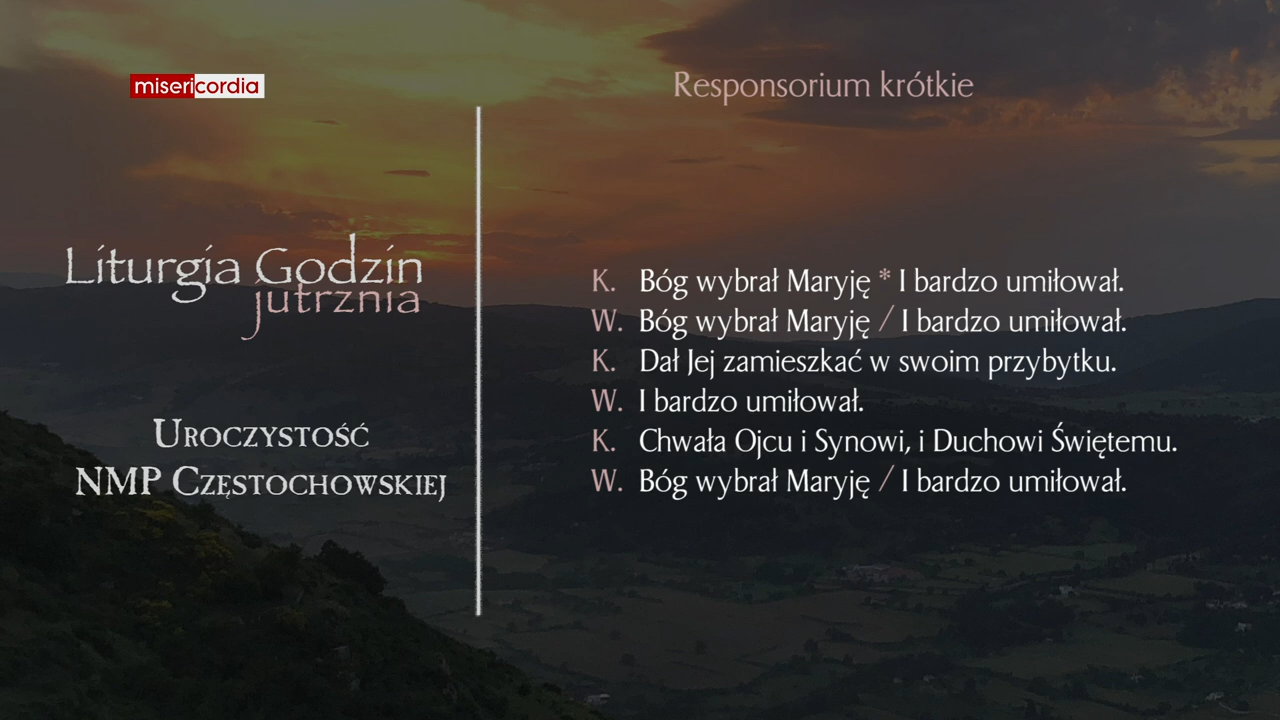 misericordia
Liturgia Godzin
jutrznia
Uroczystość
NMP Częstochowskiej
Responsorium krótkie
K. Bóg wybrał Maryję * I bardzo umiłował.
W. Bóg wybrał Maryję / I bardzo umiłował.
K. Dał Jej zamieszkać w swoim przybytku.
W. I bardzo umiłował.
K. Chwała Ojcu i Synowi, i Duchowi Świętemu.
W. Bóg wybrał Maryję / I bardzo umiłował.